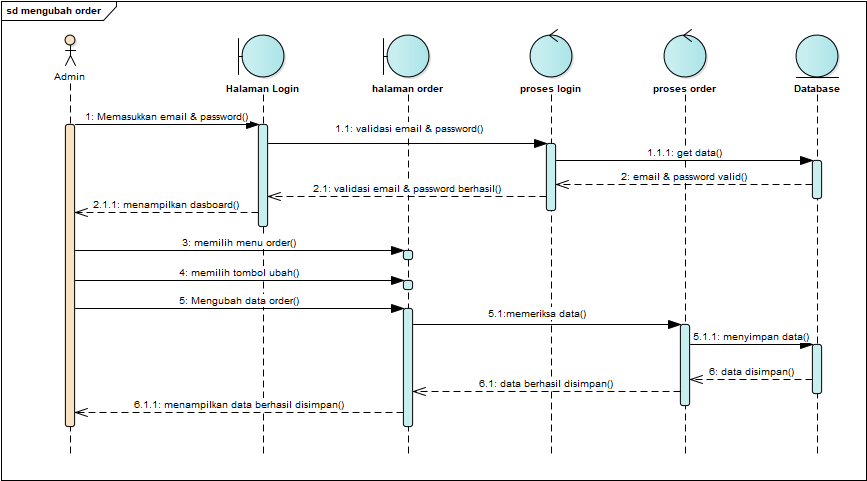 sd mengubah order
Admin
Halaman Login
halaman order
proses login
proses order
Database
1: Memasukkan email & password()
1.1: validasi email & password()
1.1.1: get data()
2: email & password valid()
2.1: validasi email & password berhasil()
2.1.1: menampilkan dasboard()
3: memilih menu order()
4: memilih tombol ubah()
5: Mengubah data order()
5.1:memeriksa data()
5.1.1: menyimpan data()
6: data disimpan()
6.1: data berhasil disimpan()
6.1.1: menampilkan data berhasil disimpan()